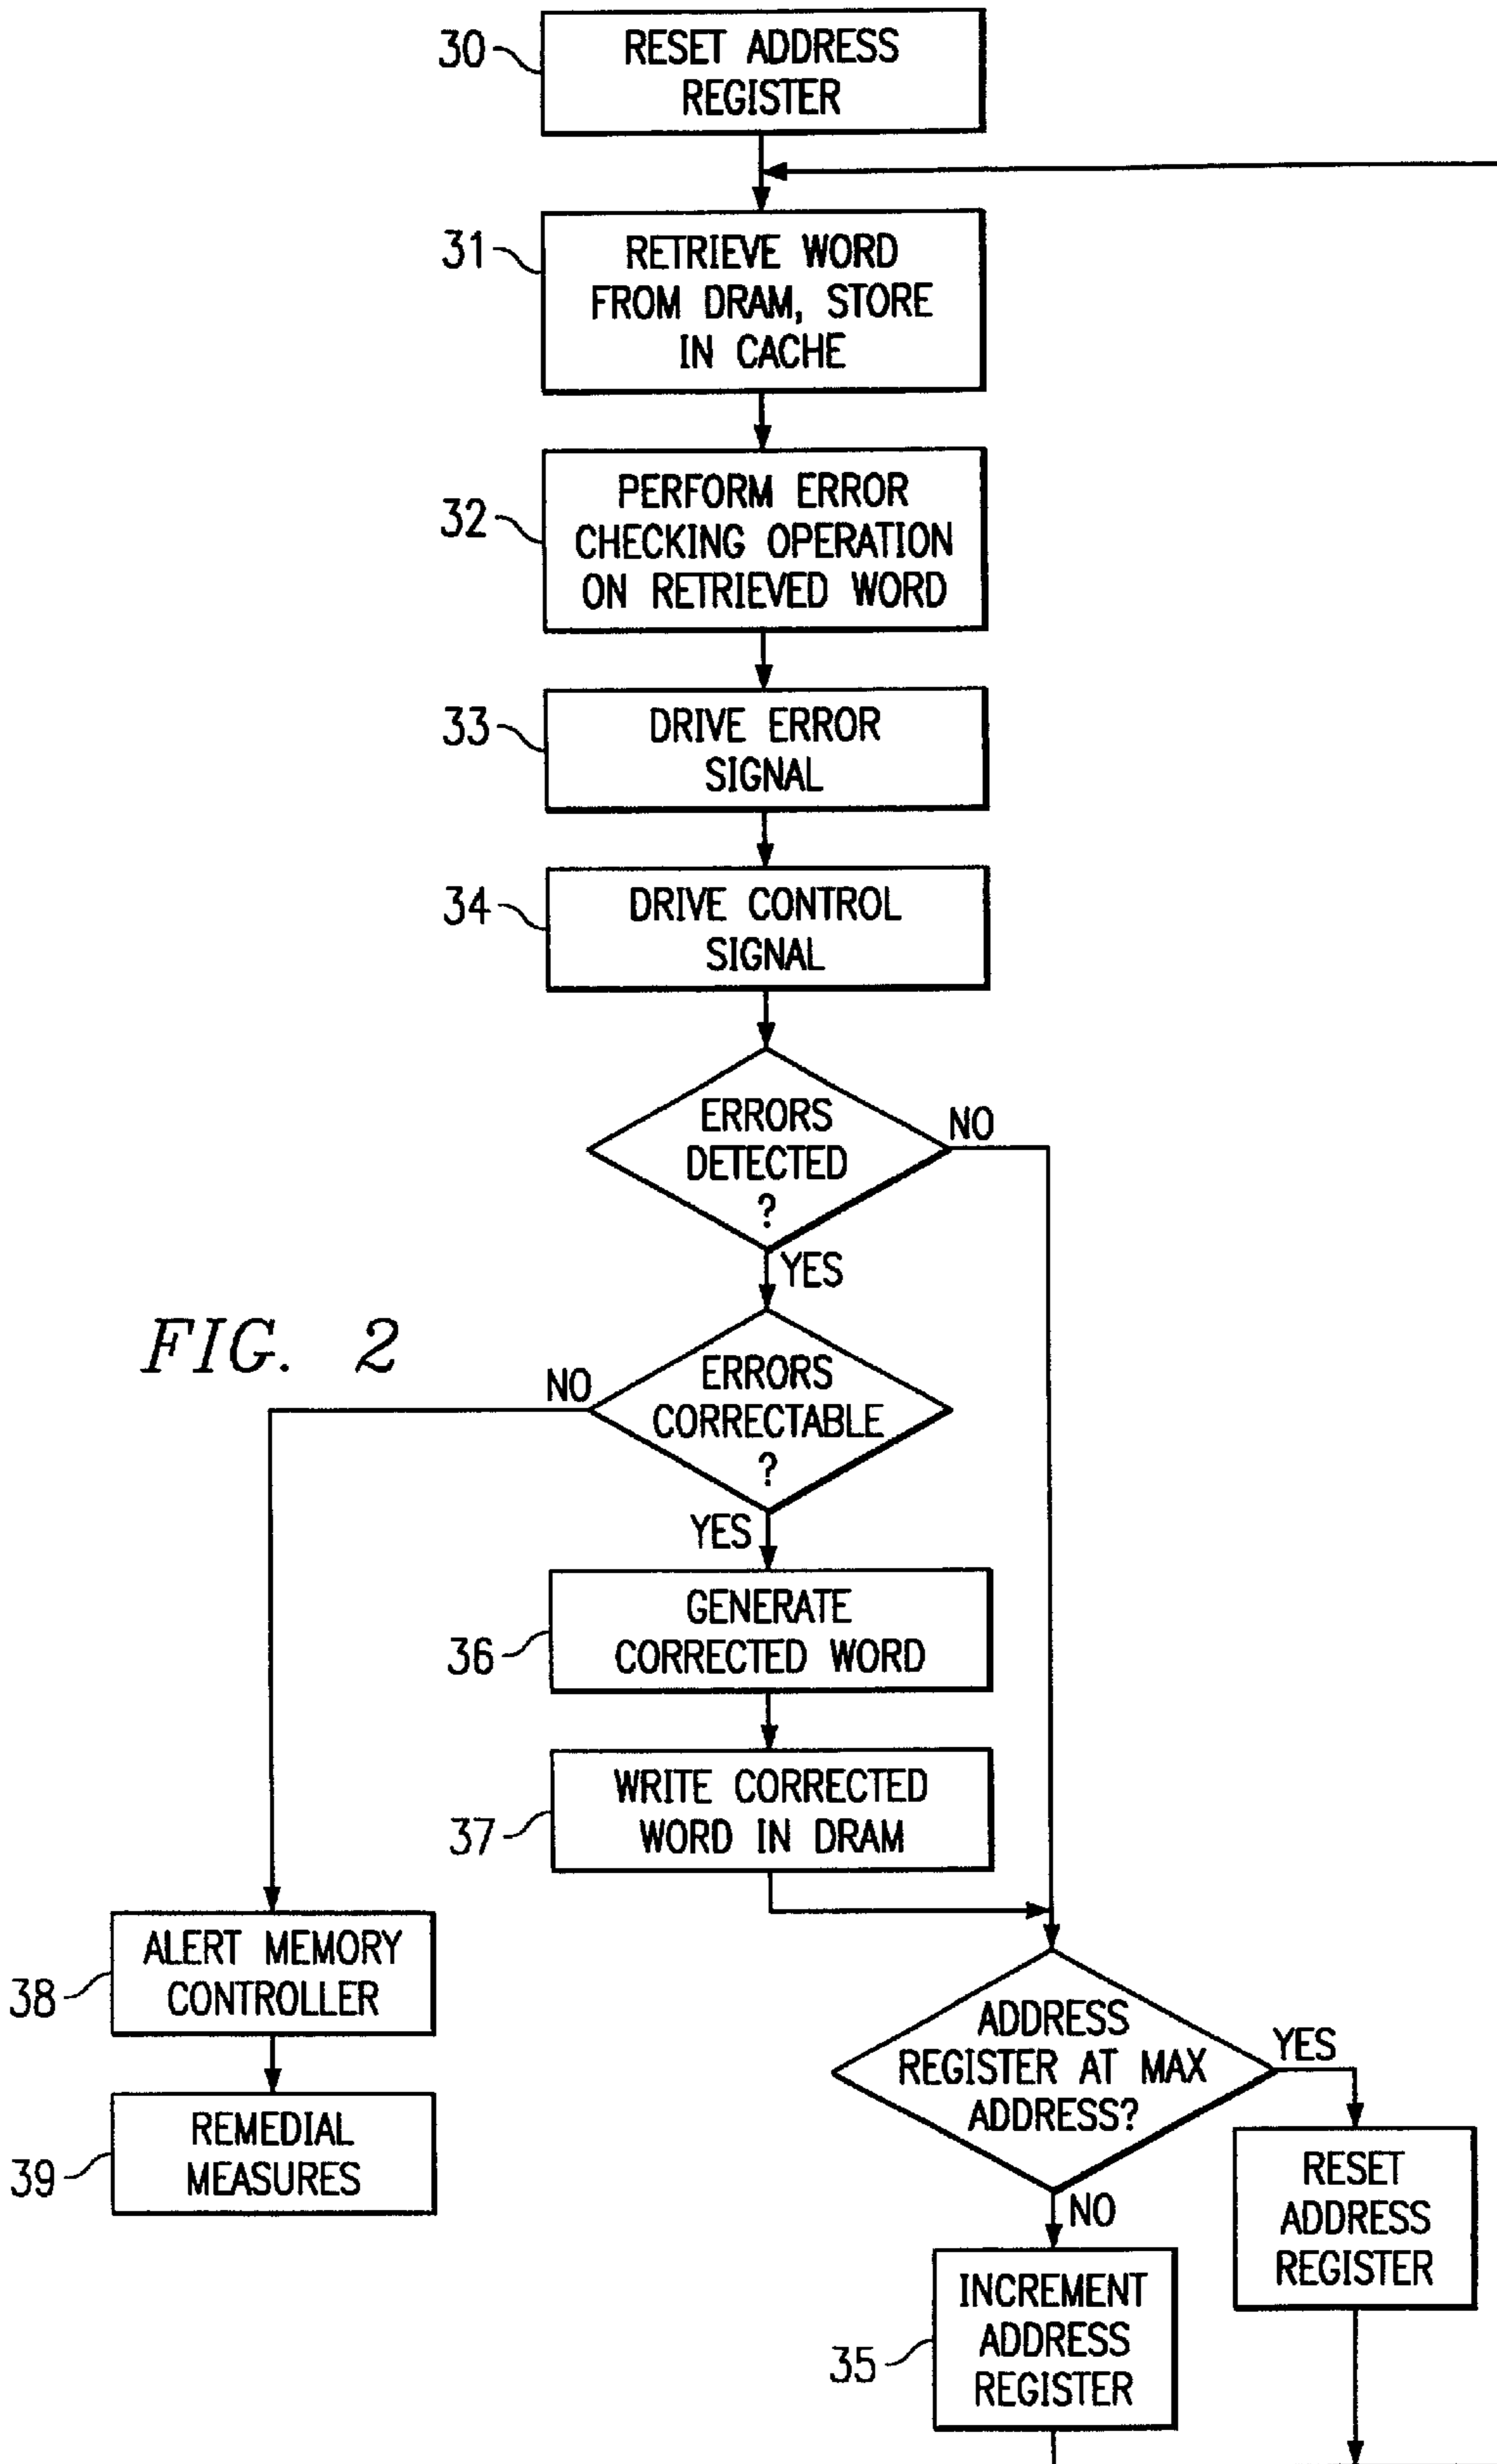 30
RESET ADDRESS
REGISTER
31
RETRIEVE WORD
FROM DRAM, STORE
IN CACHE
32
PERFORM ERROR
CHECKING OPERATION
ON RETRIEVED WORD
33
DRIVE ERROR
SIGNAL
34
DRIVE CONTROL
SIGNAL
ERRORS
DETECTED
?
NO
YES
FIG. 2
ERRORS
CORRECTABLE
?
NO
YES
36
GENERATE
CORRECTED WORD
37
WRITE CORRECTED
WORD IN DRAM
38
ALERT MEMORY
CONTROLLER
39
REMEDIAL
MEASURES
ADDRESS
REGISTER AT MAX
ADDRESS?
YES
NO
RESET
ADDRESS
REGISTER
35
INCREMENT
ADDRESS
REGISTER